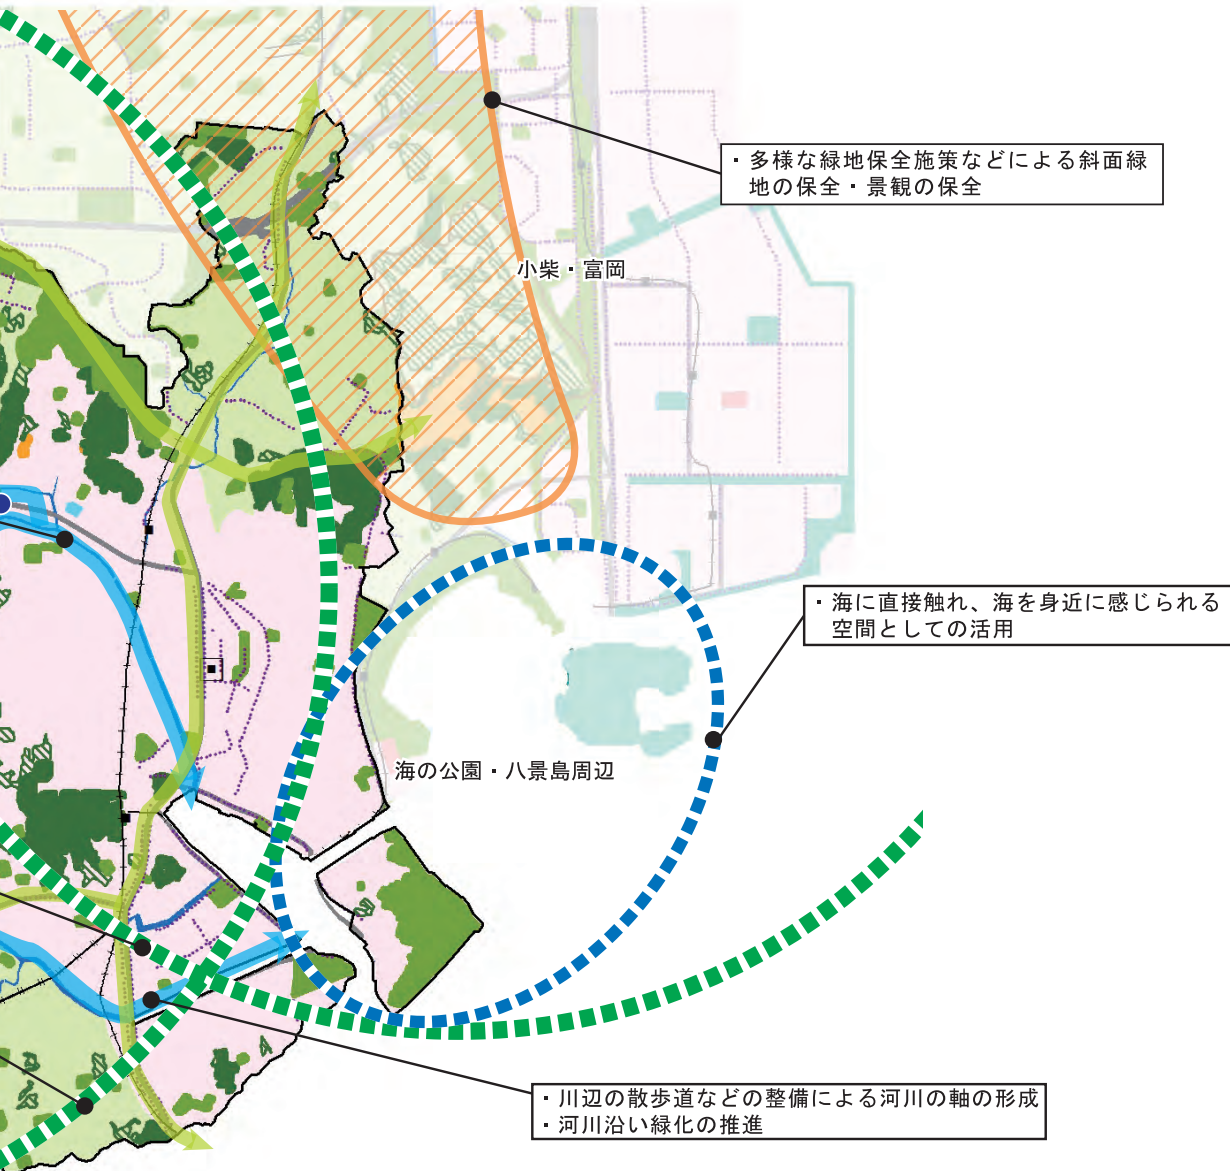 ・多様な緑地保全施策などによる斜面緑
地の保全・景観の保全
小柴・富岡
・海に直接触れ、海を身近に感じられる
空間としての活用
海の公園・八景島周辺
・川辺の散歩道などの整備による河川の軸の形成
・河川沿い緑化の推進